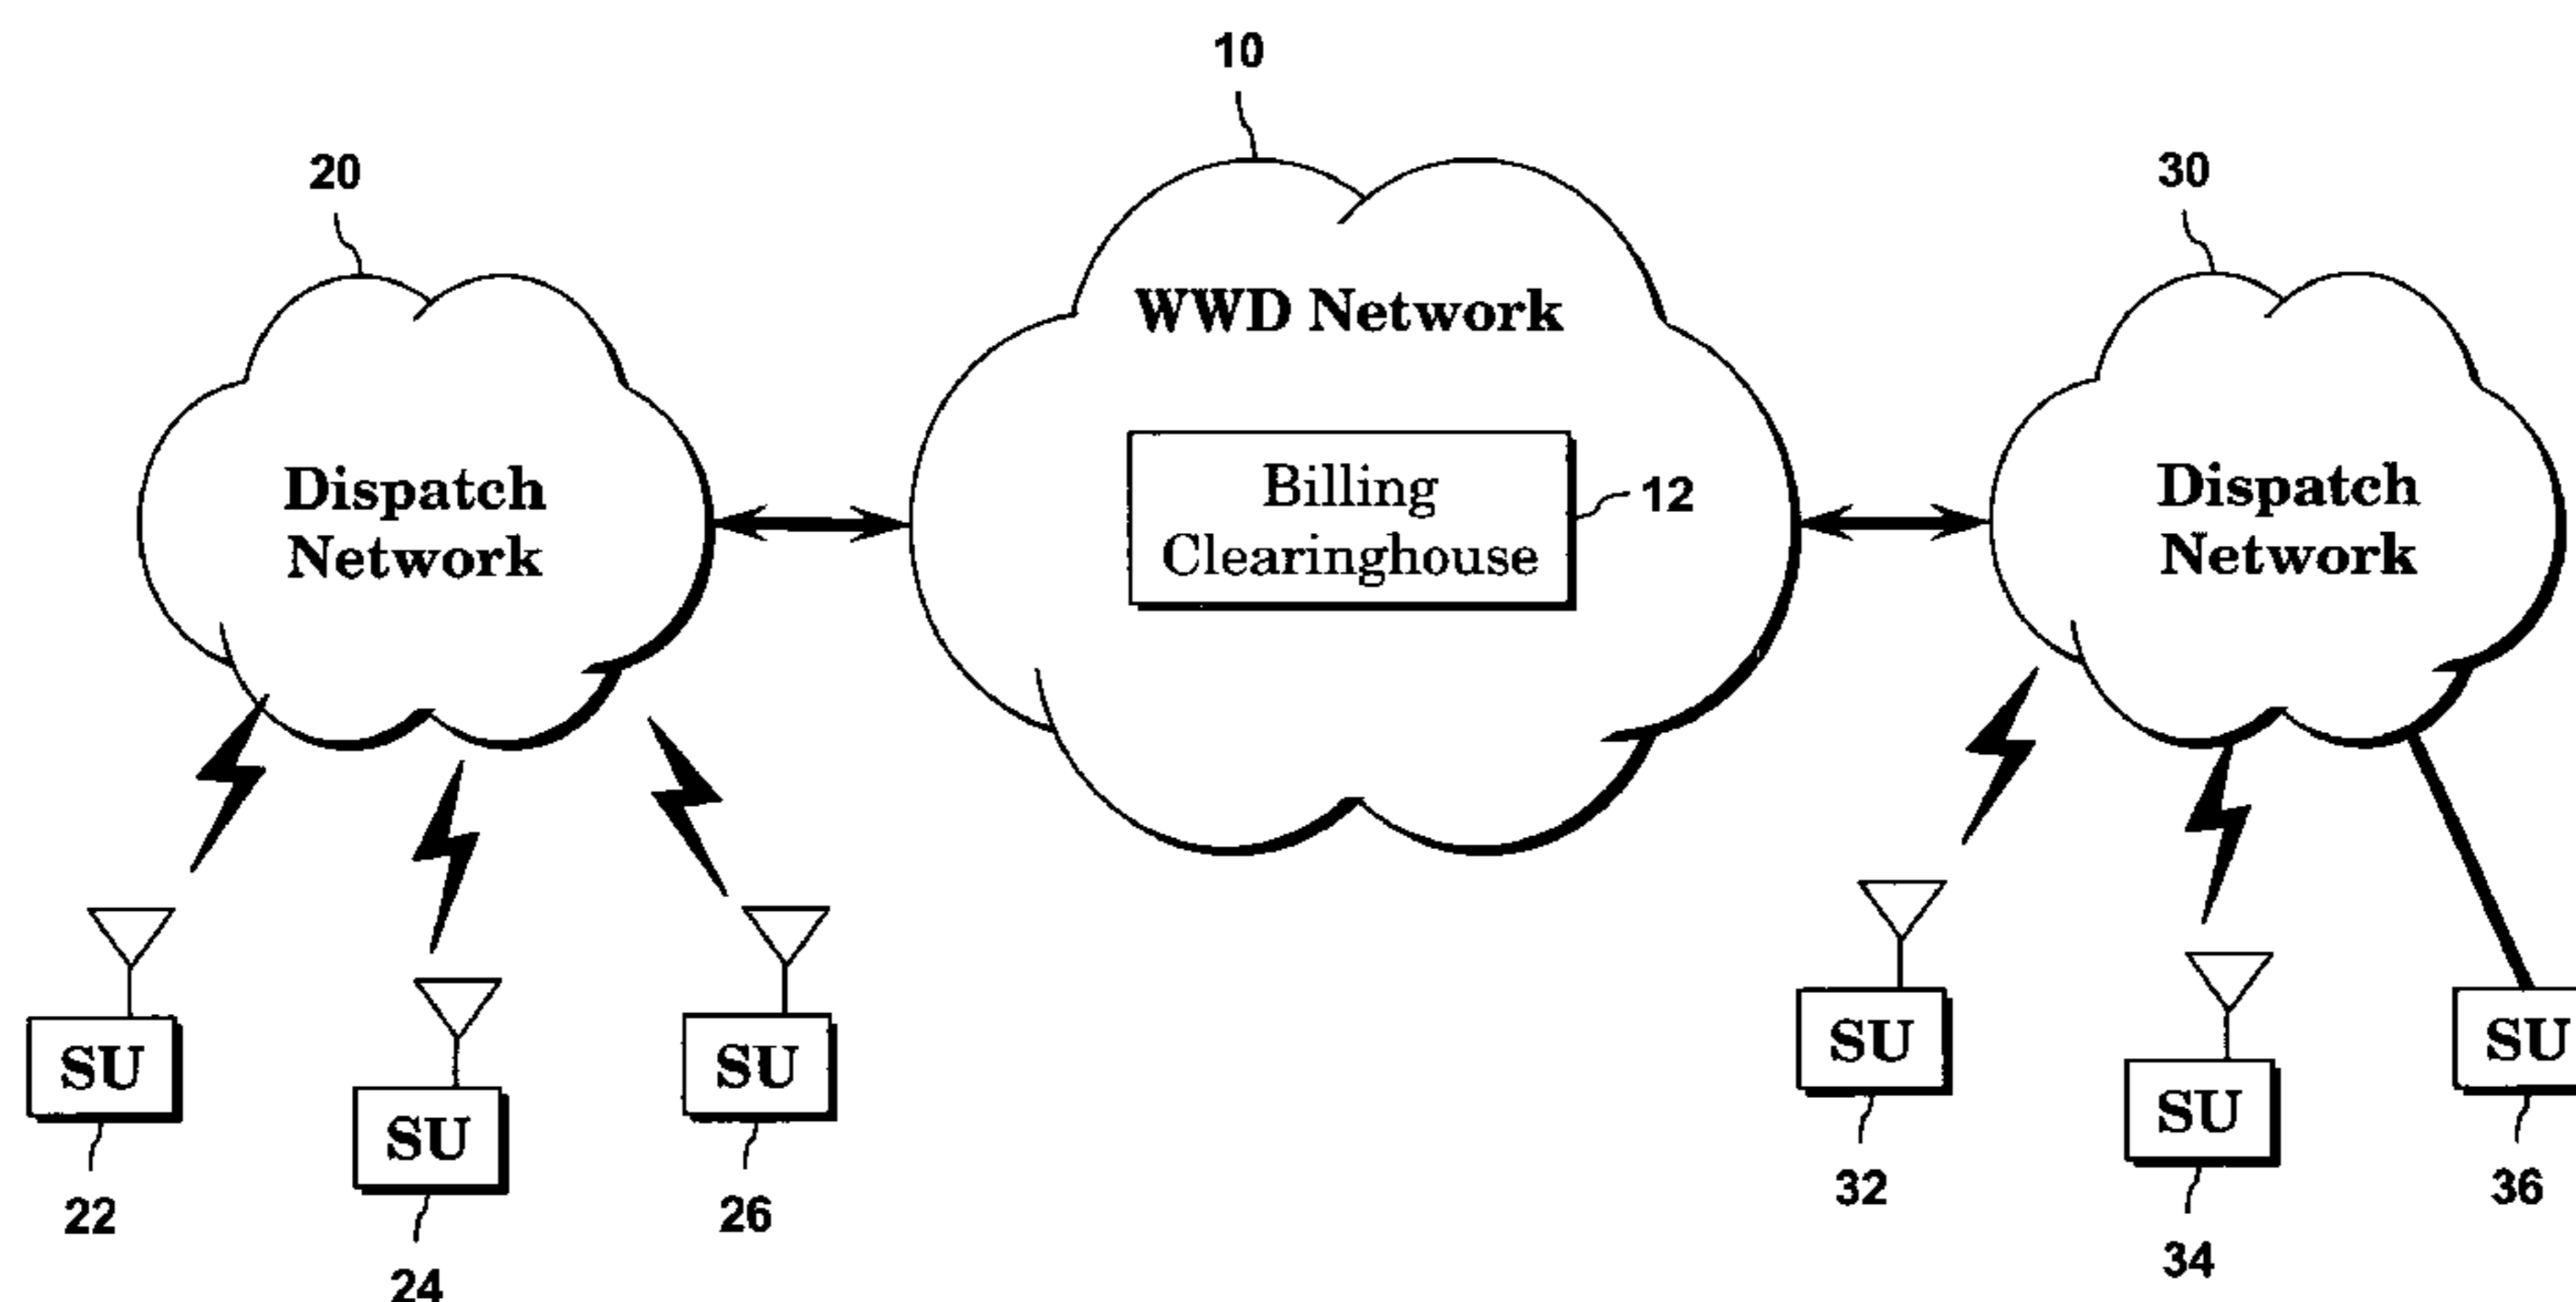 10
20
30
WWD Network
Billing
Clearinghouse
12
Dispatch
Network
Dispatch
Network
SU
SU
SU
SU
SU
SU
22
24
26
32
34
36